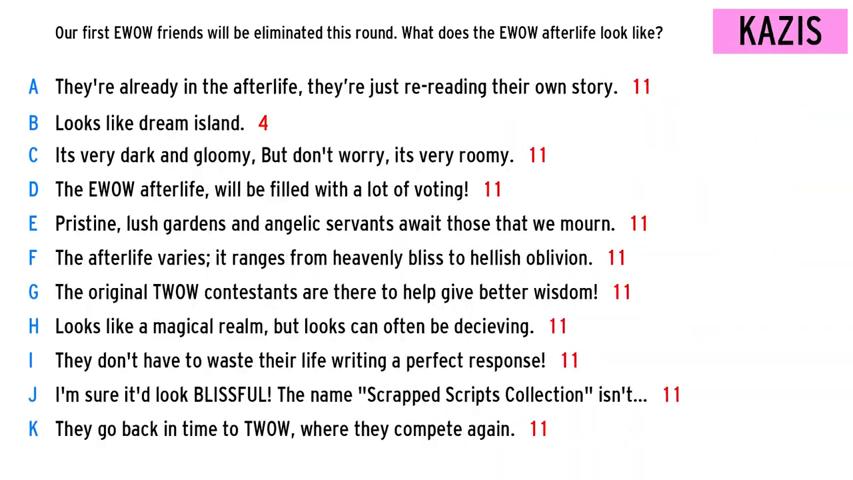 Our first EWOW friends will be eliminated this round. What does the EWOW afterlife look like?
KAZIS
A They're already in the afterlife, they’re just re-reading their own story. 11
B Looks like dream island. 4
C Its very dark and gloomy, But don't worry, its very roomy. 11
D The EWOW afterlife, will be filled with a lot of voting! 11
E Pristine, lush gardens and angelic servants await those that we mourn. 11
F The afterlife varies; it ranges from heavenly bliss to hellish oblivion. 11
G The original TWOW contestants are there to help give better wisdom! 11
H Looks like a magical realm, but looks can often be decieving. 11
I They don't have to waste their life writing a perfect response! 11
J I'm sure it'd look BLISSFUL! The name "Scrapped Scripts Collection" isn't... 11
K They go back in time to TWOW, where they compete again. 11